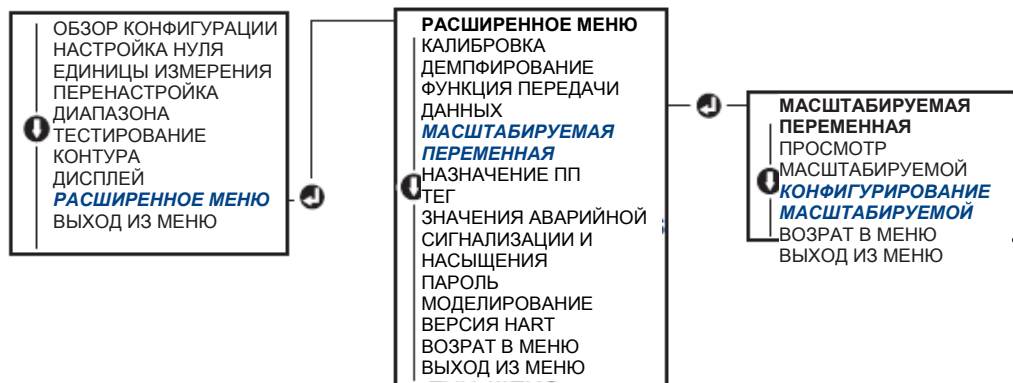 ОБЗОР КОНФИГУРАЦИИ
НАСТРОЙКА НУЛЯ
ЕДИНИЦЫ ИЗМЕРЕНИЯ
ПЕРЕНАСТРОЙКА
ДИАПАЗОНА
ТЕСТИРОВАНИЕ
КОНТУРА
ДИСПЛЕЙ
РАСШИРЕННОЕ МЕНЮ
ВЫХОД ИЗ МЕНЮ
РАСШИРЕННОЕ МЕНЮ
КАЛИБРОВКА
ДЕМПФИРОВАНИЕ
ФУНКЦИЯ ПЕРЕДАЧИ
ДАННЫХ
МАСШТАБИРУЕМАЯ
ПЕРЕМЕННАЯ
НАЗНАЧЕНИЕ ПП
ТЕГ
ЗНАЧЕНИЯ АВАРИЙНОЙ
СИГНАЛИЗАЦИИ И
НАСЫЩЕНИЯ
ПАРОЛЬ
МОДЕЛИРОВАНИЕ
ВЕРСИЯ HART
ВОЗРАТ В МЕНЮ
ВЫХОД ИЗ МЕНЮ
МАСШТАБИРУЕМАЯ
ПЕРЕМЕННАЯ
ПРОСМОТР
МАСШТАБИРУЕМОЙ
КОНФИГУРИРОВАНИЕ
МАСШТАБИРУЕМОЙ
ВОЗРАТ В МЕНЮ
ВЫХОД ИЗ МЕНЮ